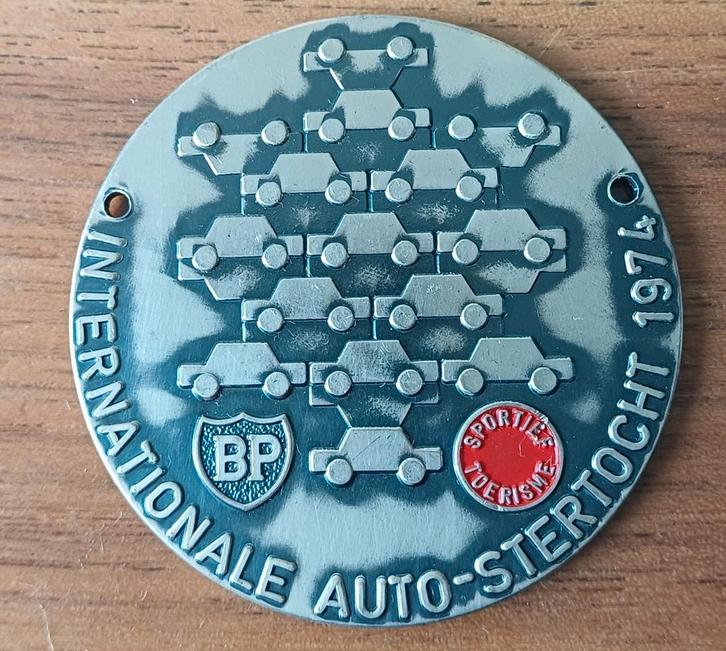 BP
SPORTIEF
TOERISME
INTERNATIONALE AUTO-STERTOCHT 1974